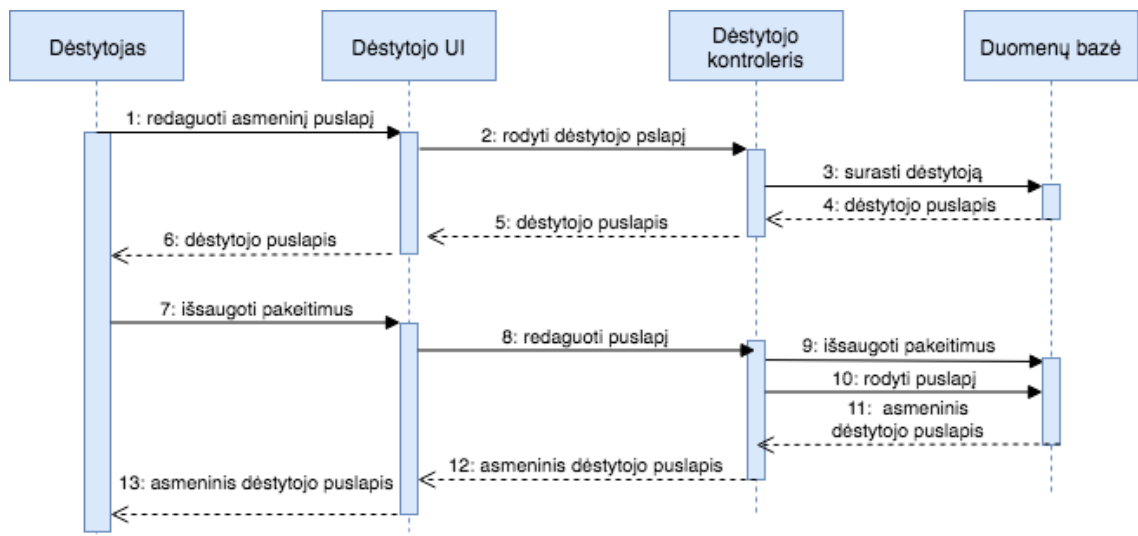 Dėstytojas
Dėstytojo UI
Dėstytojo
kontroleris
Duomenų bazė
1: redaguoti asmeninį puslapį
2: rodyti dėstytojo pslapį
3: surasti dėstytoją
4: dėstytojo puslapis
5: dėstytojo puslapis
6: dėstytojo puslapis
7: išsaugoti pakeitimus
8: redaguoti puslapį
9: išsaugoti pakeitimus
10: rodyti puslapį
11: asmeninis
dėstytojo puslapis
12: asmeninis dėstytojo puslapis
13: asmeninis dėstytojo puslapis